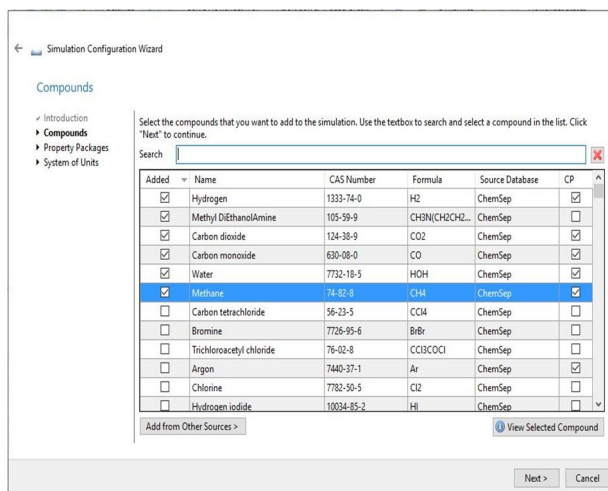 Simulation Configuration Wizard
Compounds
Introduction
Compounds
Property Packages
System of Units
Select the compounds that you want to add to the simulation. Use the textbox to search and select a compound in the list. Click
"Next" to continue.
Search
Added Name CAS Number Formula Source Database CP
Hydrogen 1333-74-0 H2 ChemSep
Methyl DiEthanolAmine 105-59-9 CH3N(CH2CH2... ChemSep
Carbon dioxide 124-38-9 CO2 ChemSep
Carbon monoxide 630-08-0 CO ChemSep
Water 7732-18-5 HOH ChemSep
Methane 74-82-8 CH4 ChemSep
Carbon tetrachloride 56-23-5 CCl4 ChemSep
Bromine 7726-95-6 BrBr ChemSep
Trichloroacetyl chloride 76-02-8 CCl3COCl ChemSep
Argon 7440-37-1 Ar ChemSep
Chlorine 7782-50-5 Cl2 ChemSep
Hydrogen iodide 10034-85-2 HI ChemSep
Add from Other Sources >
View Selected Compound
Next >
Cancel